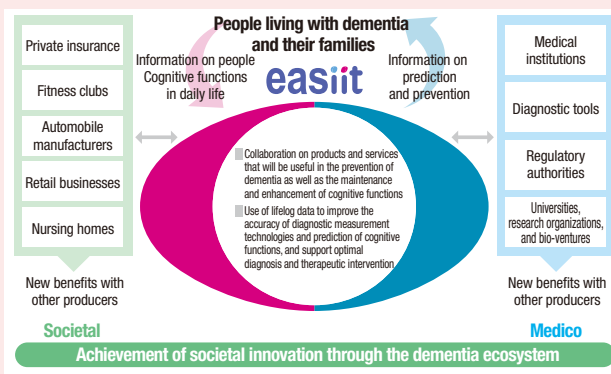 People living with dementia
and their families
Information on people
Cognitive functions
in daily life
easiit
Information on
prediction
and prevention
Private insurance
Fitness clubs
Automobile
manufacturers
Retail businesses
Nursing homes
New benefits with
other producers
Societal
Collaboration on products and services
that will be useful in the prevention of
dementia as well as the maintenance
and enhancement of cognitive functions
Use of lifelog data to improve the
accuracy of diagnostic measurement
technologies and prediction of cognitive
functions, and support optimal
diagnosis and therapeutic intervention
Medical
institutions
Diagnostic tools
Regulatory
authorities
Universities,
research organizations,
and bio-ventures
New benefits with
other producers
Medico
Achievement of societal innovation through the dementia ecosystem